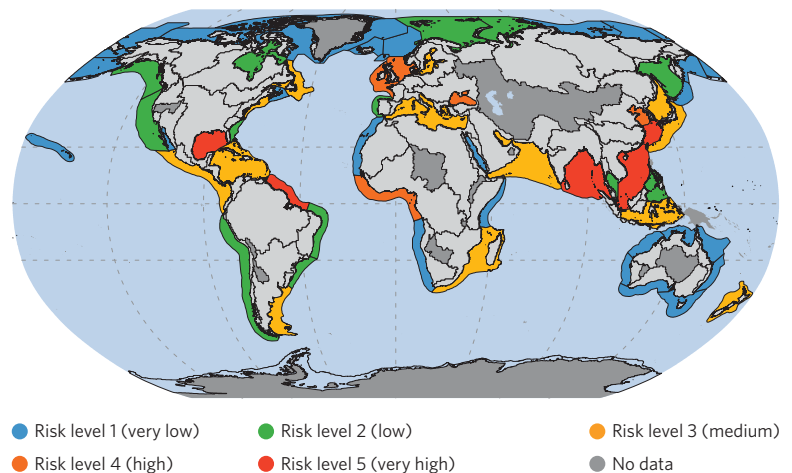 Risk level 1 (very low) Risk level 2 (low) Risk level 3 (medium)
Risk level 4 (high) Risk level 5 (very high) No data